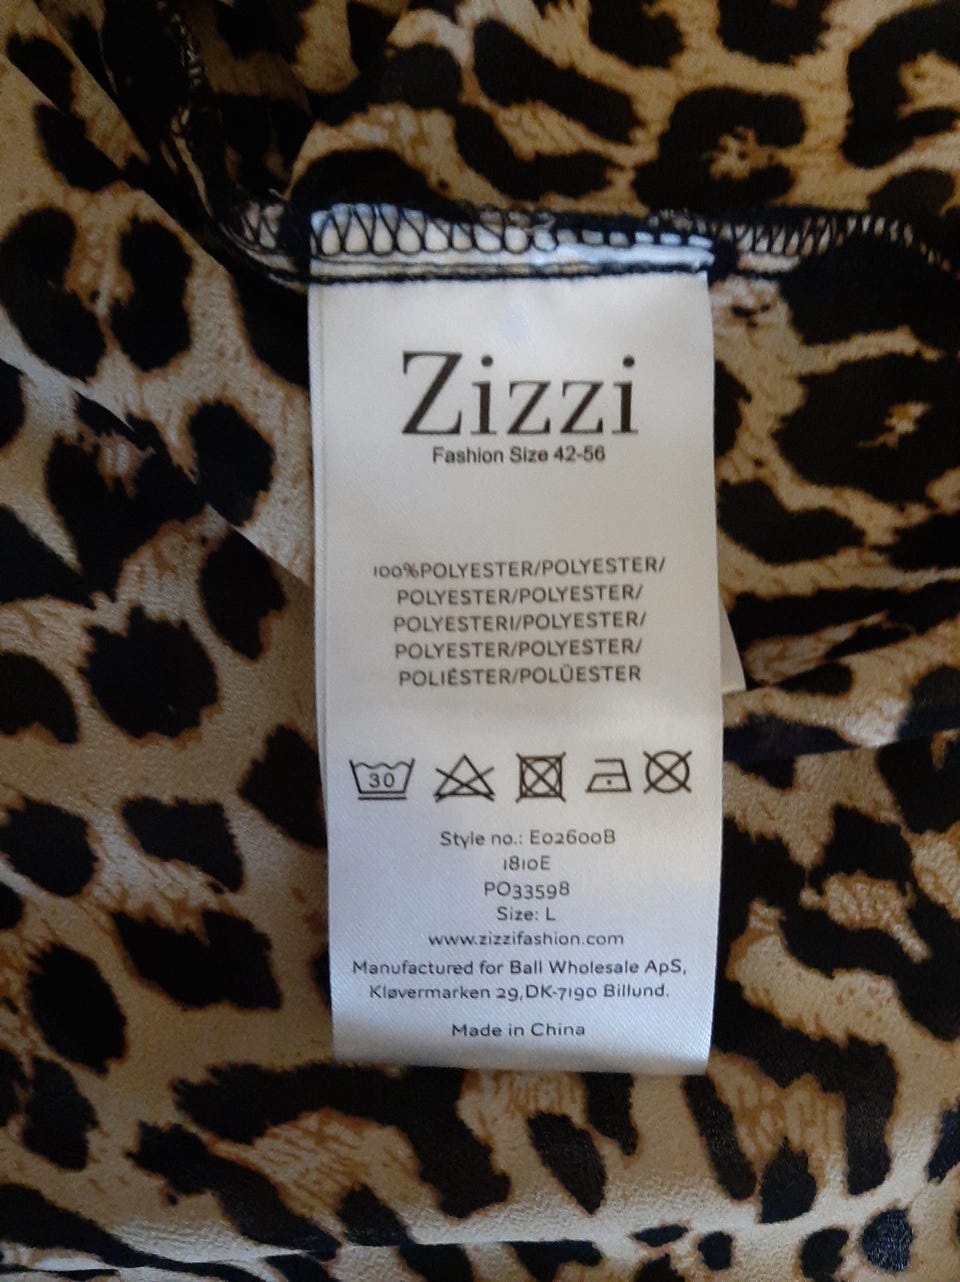 Zizzi
Fashion Size 42-56
100%POLYESTER/POLYESTER/
POLYESTER/POLYESTER/
POLYESTERI/POLYESTER/
POLYESTER/POLYESTER/
POLIÉSTER/POLÜESTER
30
Style no.: E02600B
1810E
PO33598
Size: L
www.zizzifashion.com
Manufactured for Ball Wholesale ApS,
Kløvermarken 29,DK-7190 Billund.
Made in China